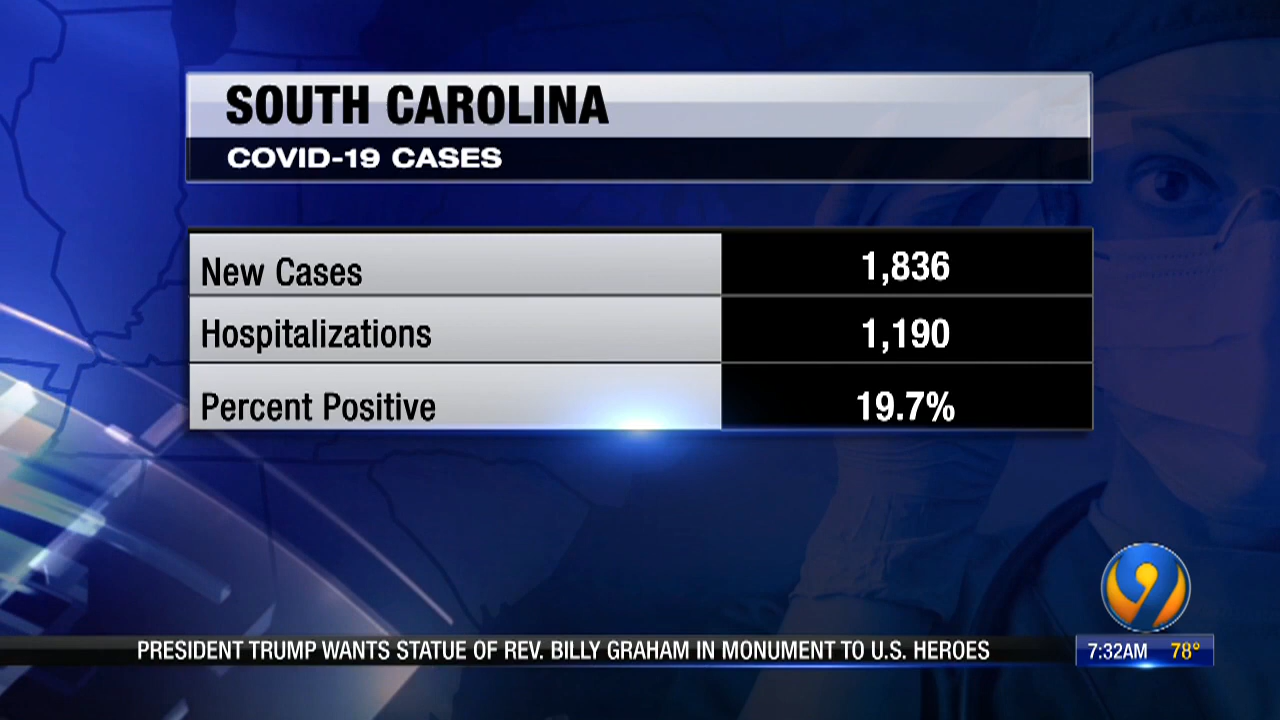 SOUTH CAROLINA
COVID-19 CASES
New Cases 1,836
Hospitalizations 1,190
Percent Positive 19.7%
9
PRESIDENT TRUMP WANTS STATUE OF REV. BILLY GRAHAM IN MONUMENT TO U.S. HEROES
7:32AM 78°